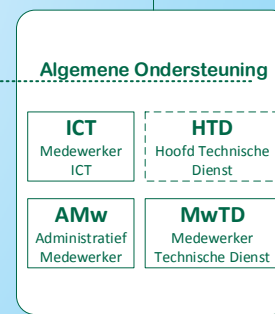 Algemene Ondersteuning
ICT
Medewerker
ICT
HTD
Hoofd Technische
Dienst
AMw
Administratief
Medewerker
MwTD
Medewerker
Technische Dienst